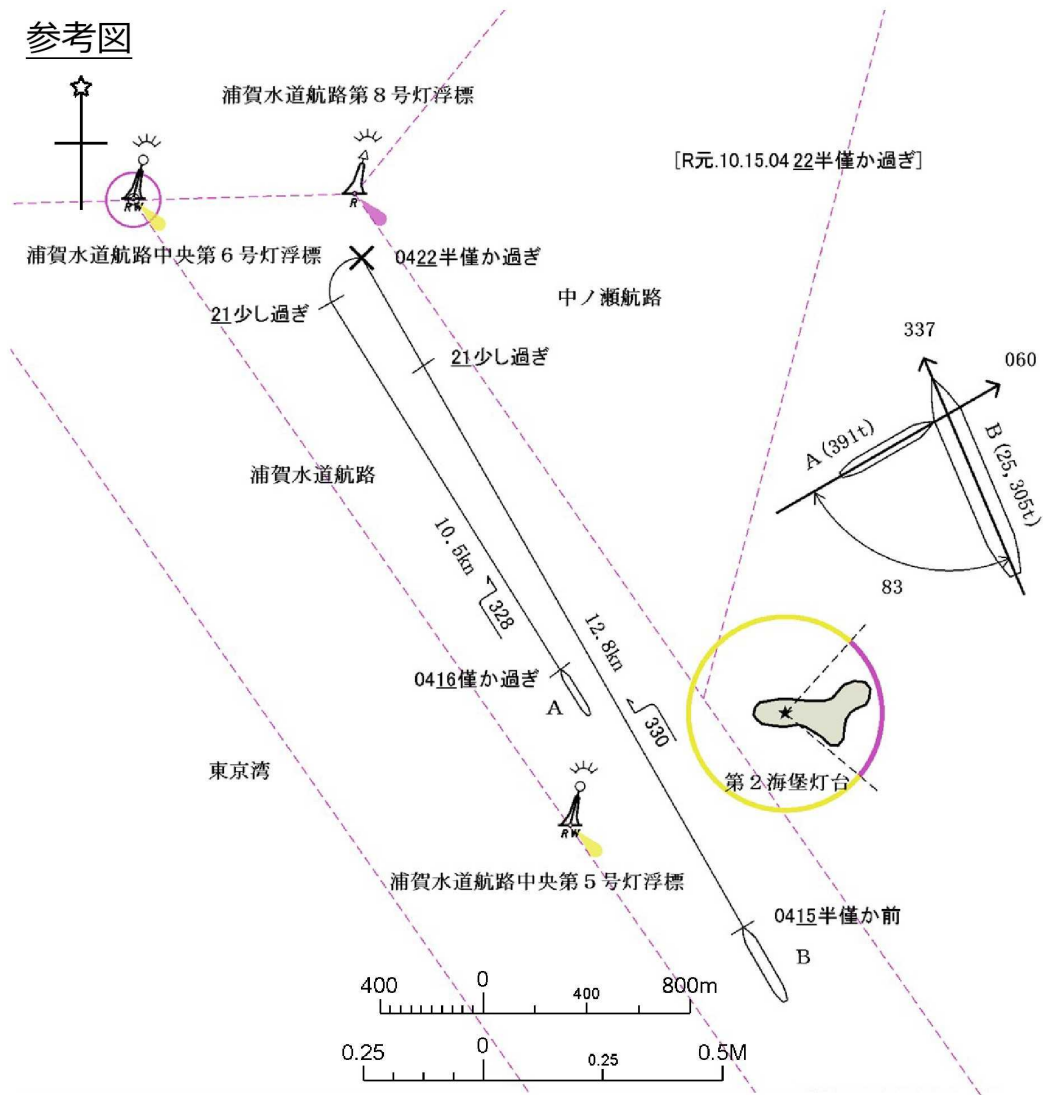 参考図
浦賀水道航路第８号灯浮標
[R元.10.15.04 22半僅か過ぎ]
RW
R
浦賀水道航路中央第６号灯浮標
0422半僅か過ぎ
中ノ瀬航路
21少し過ぎ
21少し過ぎ
337
060
A (391t)
B (25, 305t)
83
浦賀水道航路
10. 5kn
328
12. 8kn
330
0416僅か過ぎ
A
東京湾
第２海堡灯台
RW
浦賀水道航路中央第５号灯浮標
0415半僅か前
B
400
0
400
800m
0.25
0
0.25
0.5M